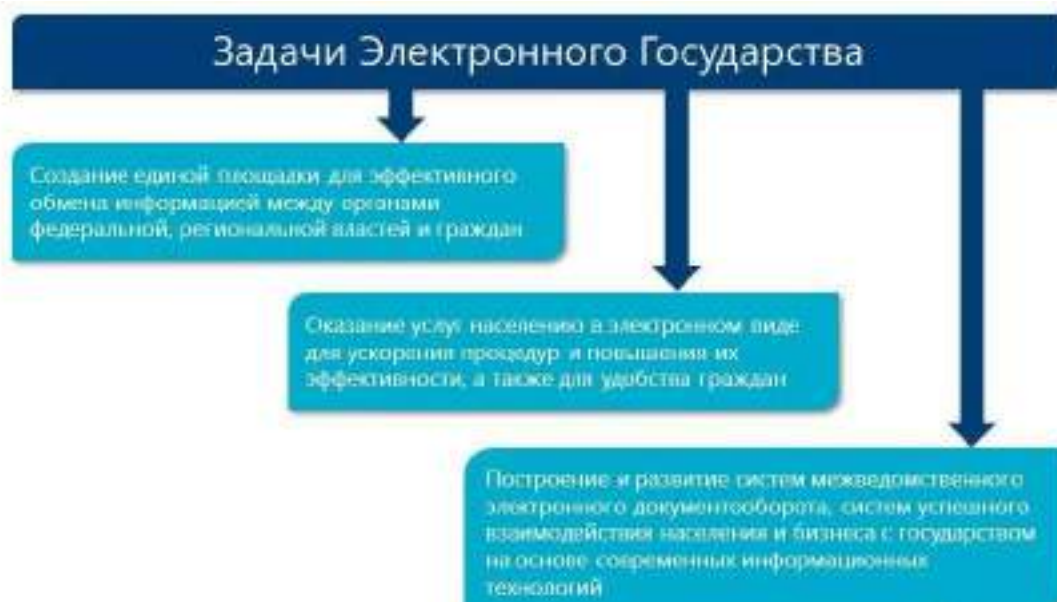 Задачи Электронного Государства
Создание единой площадки для эффективного
обмена информацией между органами
федеральной, региональной властей и граждан
Оказание услуг населению в электронном виде
для ускорения процедур и повышения их
эффективности, а также для удобства граждан
Построение и развитие систем межведомственного
электронного документооборота, систем успешного
взаимодействия населения и бизнеса с государством
на основе современных информационных
технологий